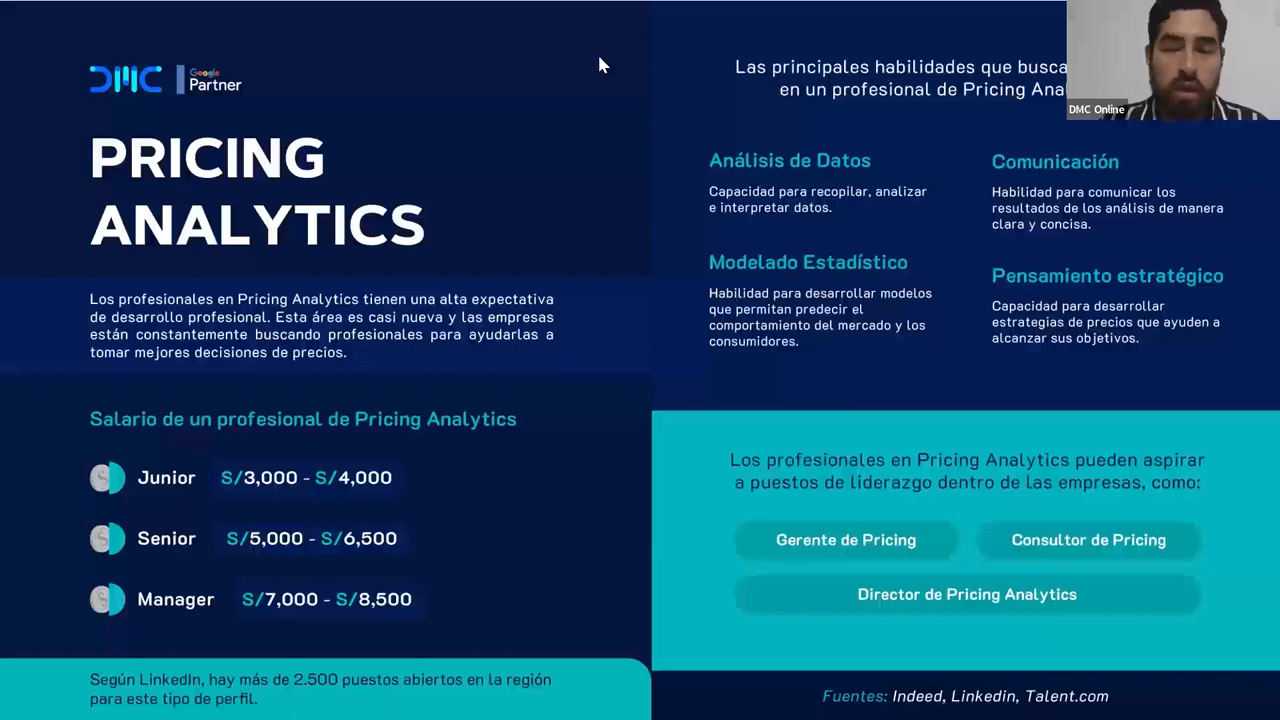 DMC
Google
Partner
PRICING
ANALYTICS
Los profesionales en Pricing Analytics tienen una alta expectativa
de desarrollo profesional. Esta área es casi nueva y las empresas
están constantemente buscando profesionales para ayudarlas a
tomar mejores decisiones de precios.
Salario de un profesional de Pricing Analytics
Junior S/3,000 - S/4,000
Senior S/5,000 - S/6,500
Manager S/7,000 - S/8,500
Según LinkedIn, hay más de 2.500 puestos abiertos en la región
para este tipo de perfil.
Las principales habilidades que
en un profesional de Pricing
DMC Online
Análisis de Datos
Capacidad para recopilar, analizar
e interpretar datos.
Modelado Estadístico
Habilidad para desarrollar modelos
que permitan predecir el
comportamiento del mercado y los
consumidores.
Comunicación
Habilidad para comunicar los
resultados de los análisis de manera
clara y concisa.
Pensamiento estratégico
Capacidad para desarrollar
estrategias de precios que ayuden a
alcanzar sus objetivos.
Los profesionales en Pricing Analytics pueden aspirar
a puestos de liderazgo dentro de las empresas, como:
Gerente de Pricing
Consultor de Pricing
Director de Pricing Analytics
Fuentes: Indeed, Linkedin, Talent.com